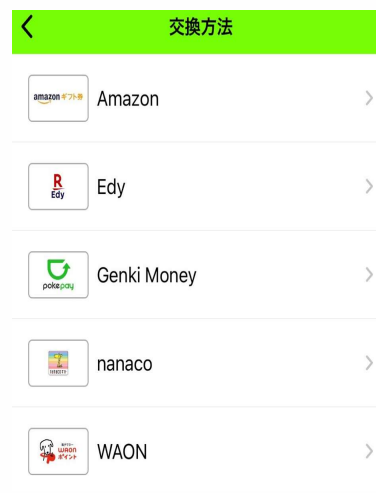 交換方法
amazon ギフト券
Amazon
R
Edy
Edy
pokepay
Genki Money
nanaco
WAON
ポイント
WAON